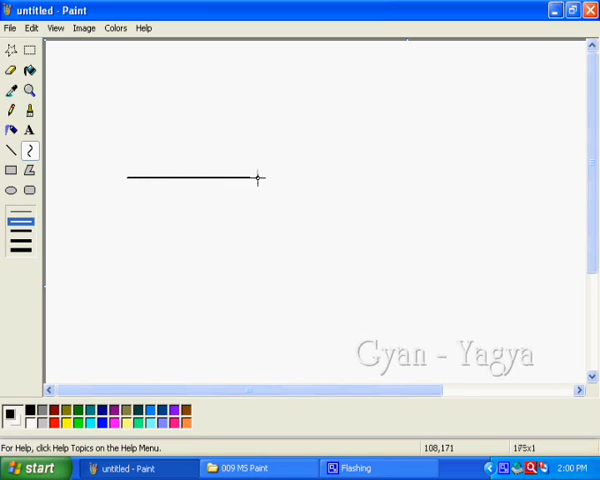 untitled - Paint
File Edit View Image Colors Help
A
Gyan - Yagya
For Help, click Help Topics on the Help Menu.
108,171
175x1
start
untitled - Paint
009 MS Paint
Flashing
2:00 PM